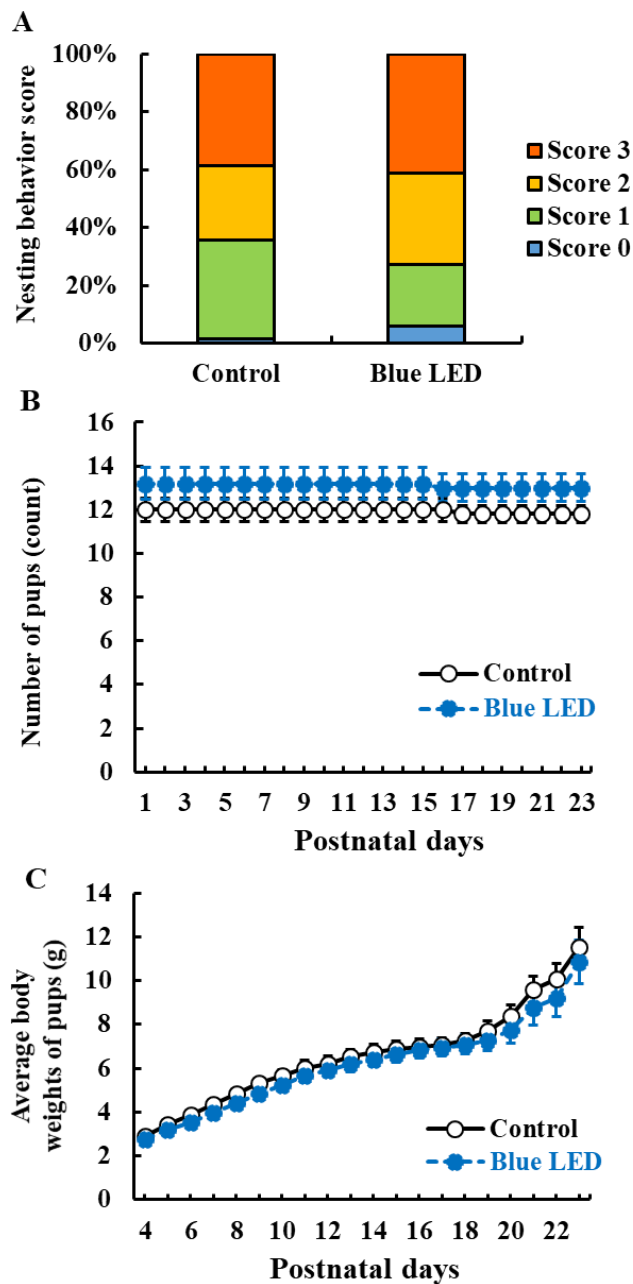 A
Nesting behavior score
100%
80%
60%
40%
20%
0%
Control
Blue LED
Score 3
Score 2
Score 1
Score 0
B
Number of pups (count)
16
14
12
10
8
6
4
2
0
Control
Blue LED
1 3 5 7 9 11 13 15 17 19 21 23
Postnatal days
C
Average body
weights of pups (g)
14
12
10
8
6
4
2
0
Control
Blue LED
4 6 8 10 12 14 16 18 20 22
Postnatal days